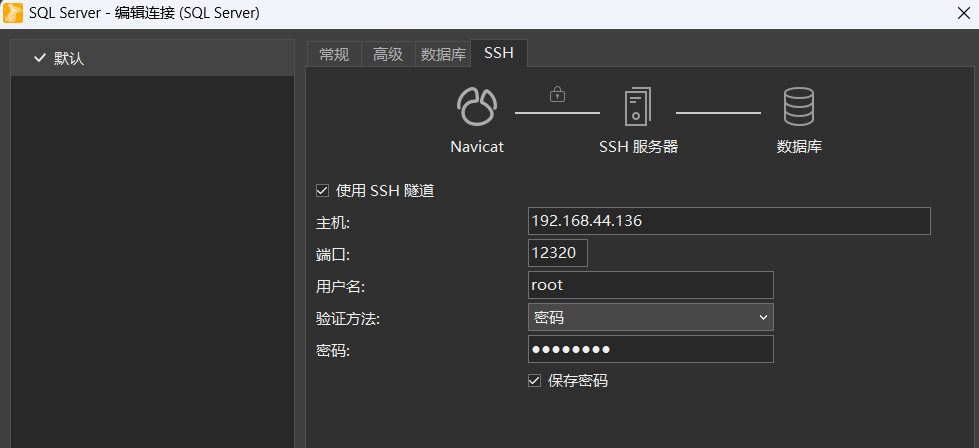 SQL Server - 编辑连接 (SQL Server)
默认
常规 高级 数据库 SSH
Navicat SSH 服务器 数据库
使用 SSH 隧道
主机: 192.168.44.136
端口: 12320
用户名: root
验证方法: 密码
密码: ●●●●●●●●
保存密码